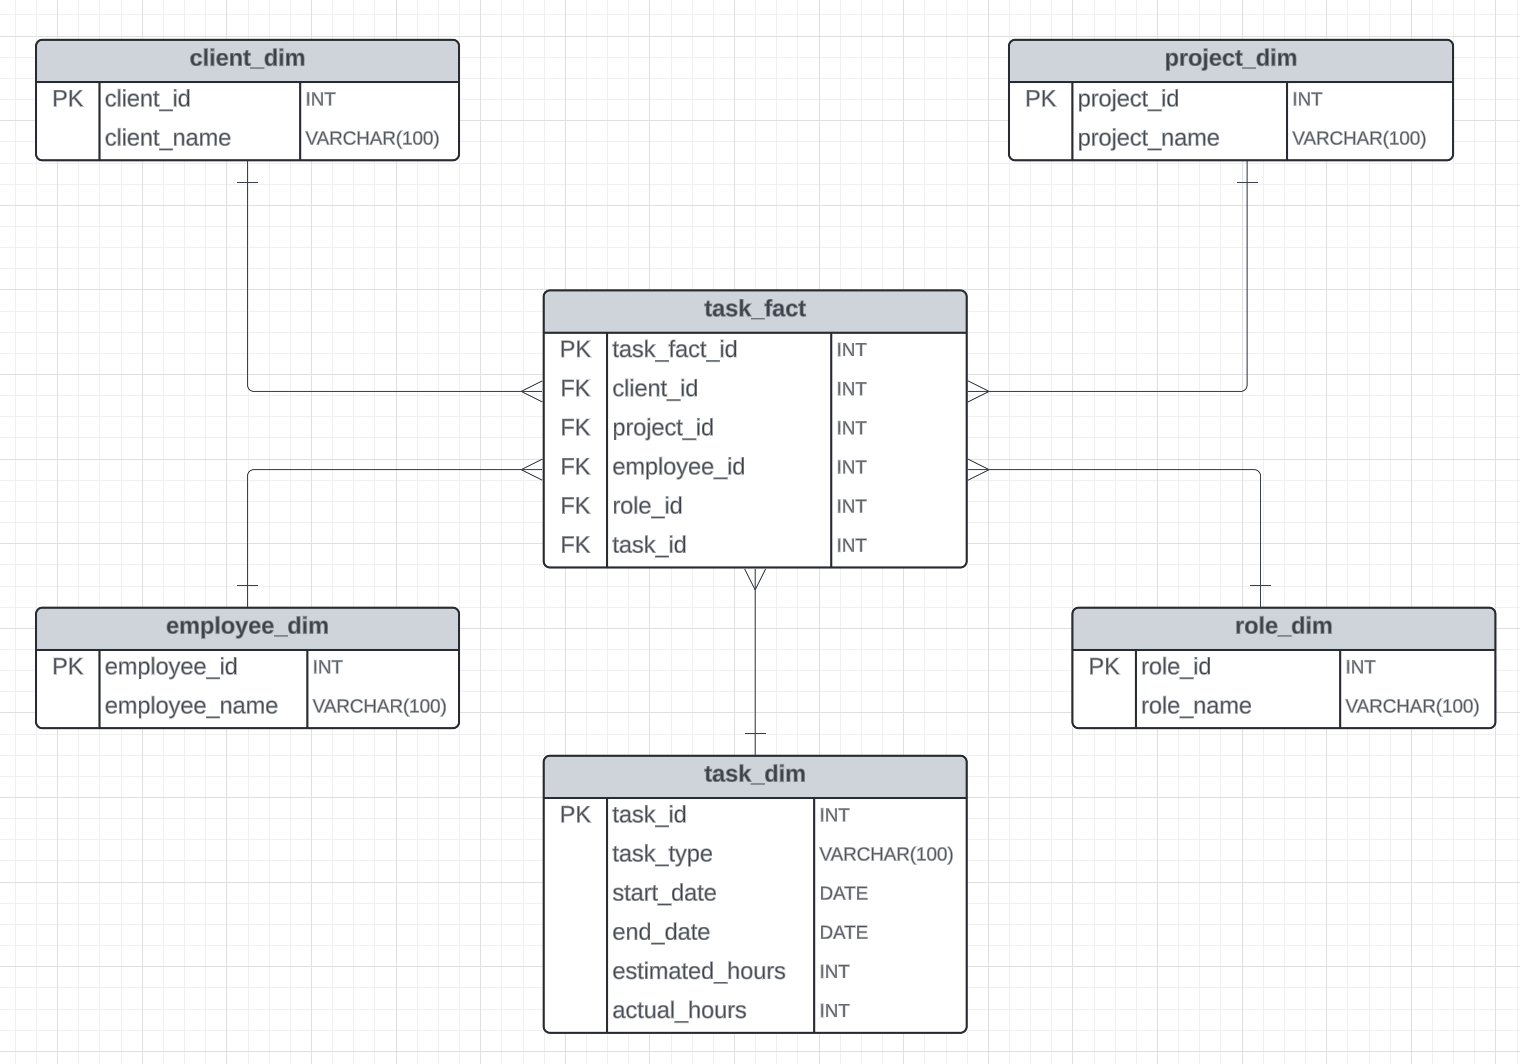 client_dim
PK client_id INT
client_name VARCHAR(100)
project_dim
PK project_id INT
project_name VARCHAR(100)
task_fact
PK task_fact_id INT
FK client_id INT
FK project_id INT
FK employee_id INT
FK role_id INT
FK task_id INT
employee_dim
PK employee_id INT
employee_name VARCHAR(100)
role_dim
PK role_id INT
role_name VARCHAR(100)
task_dim
PK task_id INT
task_type VARCHAR(100)
start_date DATE
end_date DATE
estimated_hours INT
actual_hours INT